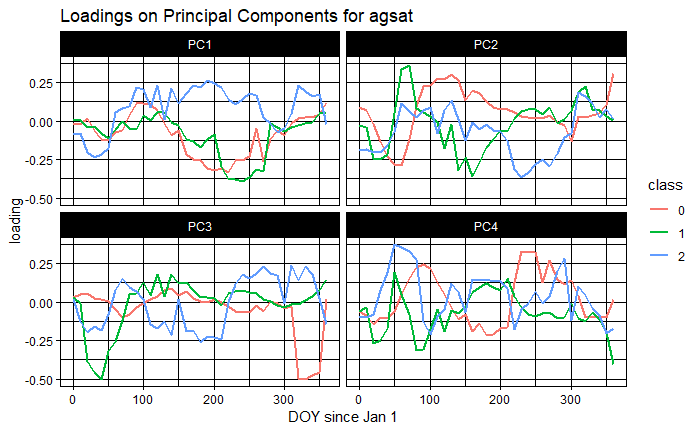 Loadings on Principal Components for agsat
PC1
PC2
0.25
0.00
-0.25
-0.50
loading
PC3
PC4
0.25
0.00
-0.25
-0.50
0
100
200
300
0
100
200
300
DOY since Jan 1
class
0
1
2